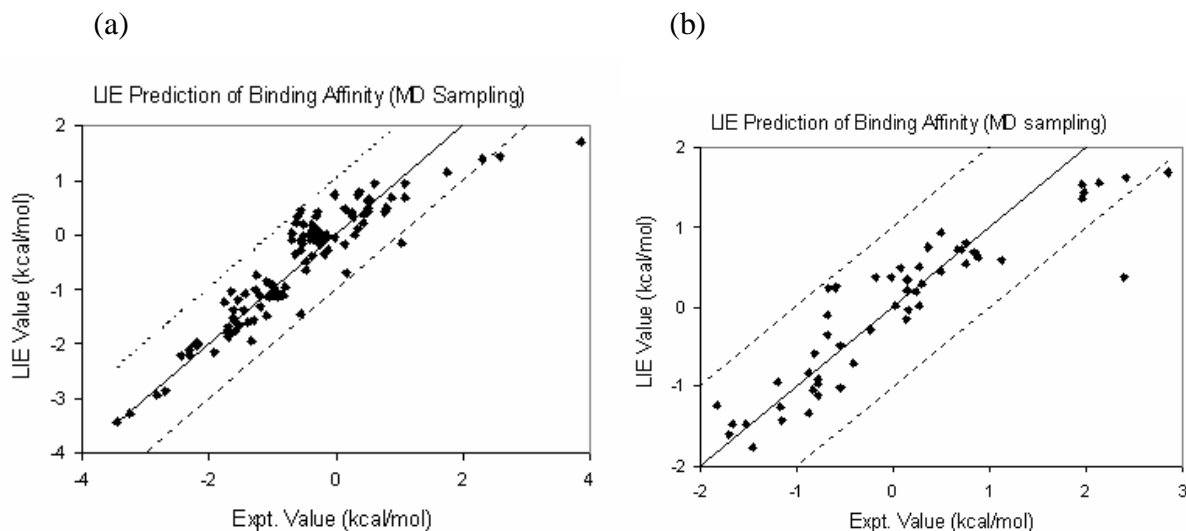 (a)
LIE Prediction of Binding Affinity (MD Sampling)
LIE Value (kcal/mol)
2
1
0
-1
-2
-3
-4
-4
-2
0
2
4
Expt. Value (kcal/mol)
(b)
LIE Prediction of Binding Affinity (MD sampling)
LIE Value (kcal/mol)
2
1
0
-1
-2
-2
-1
0
1
2
3
Expt. Value (kcal/mol)